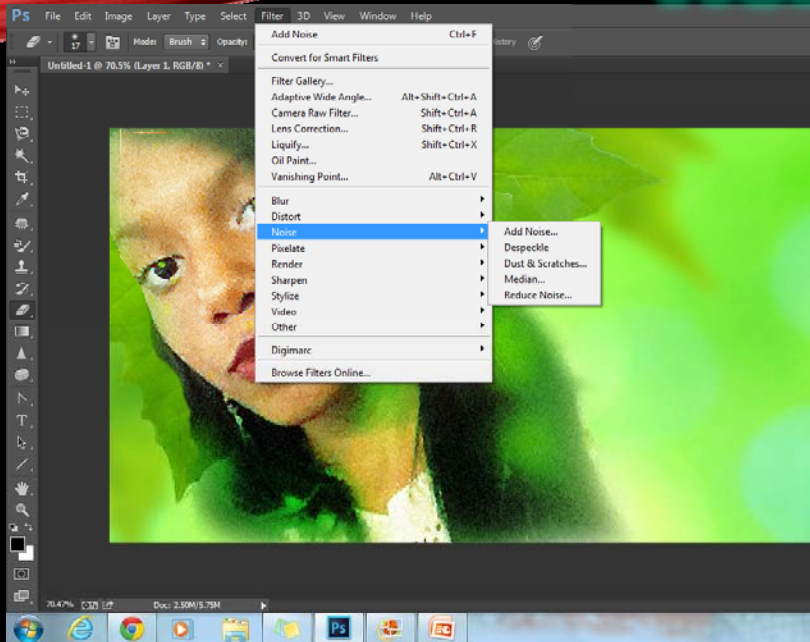 Ps File Edit Image Layer Type Select Filter 3D View Window Help
17 Mode: Brush Opacity: History
Untitled-1 @ 70.5% (Layer 1, RGB/8) * ×
Add Noise Ctrl+F
Convert for Smart Filters
Filter Gallery...
Adaptive Wide Angle... Alt+Shift+Ctrl+A
Camera Raw Filter... Shift+Ctrl+A
Lens Correction... Shift+Ctrl+R
Liquify... Shift+Ctrl+X
Oil Paint...
Vanishing Point... Alt+Ctrl+V
Blur
Distort
Noise
Pixelate
Render
Sharpen
Stylize
Video
Other
Digimarc
Browse Filters Online...
Add Noise...
Despeckle
Dust & Scratches...
Median...
Reduce Noise...
70.47% Doc: 2.50M/5.75M
Ps